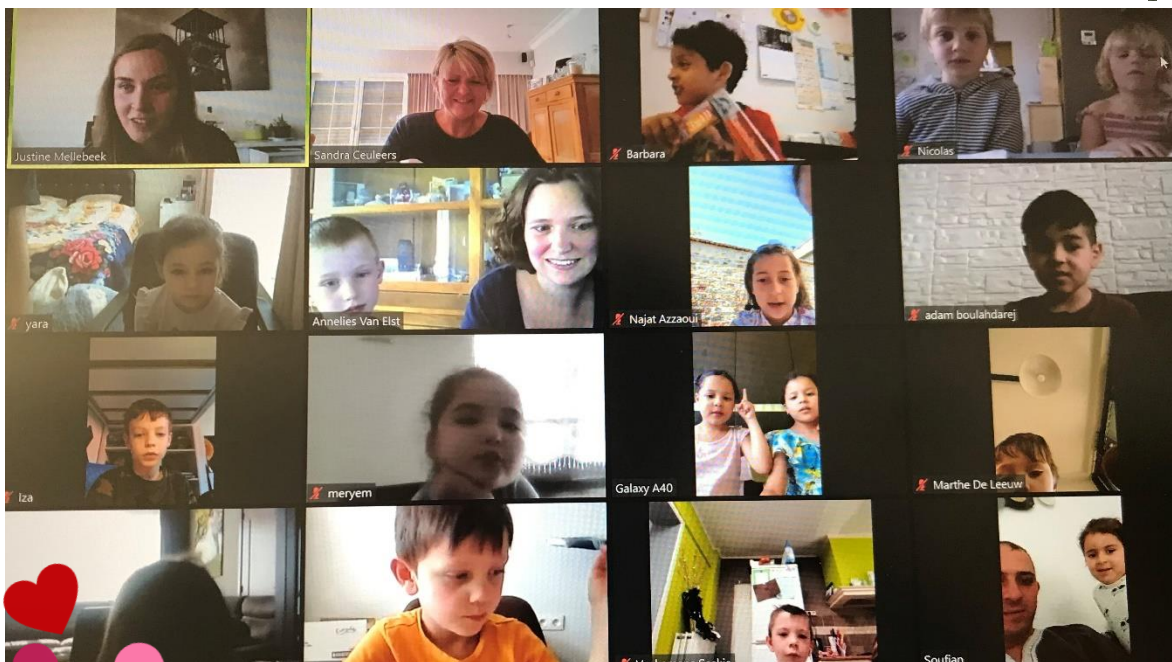 Justine Mellebeek
Sandra Ceuleers
Barbara
Nicolas
yara
Annelies Van Elst
Najat Azzaoui
adam boulahdarej
Iza
meryem
Galaxy A40
Marthe De Leeuw
Soufian